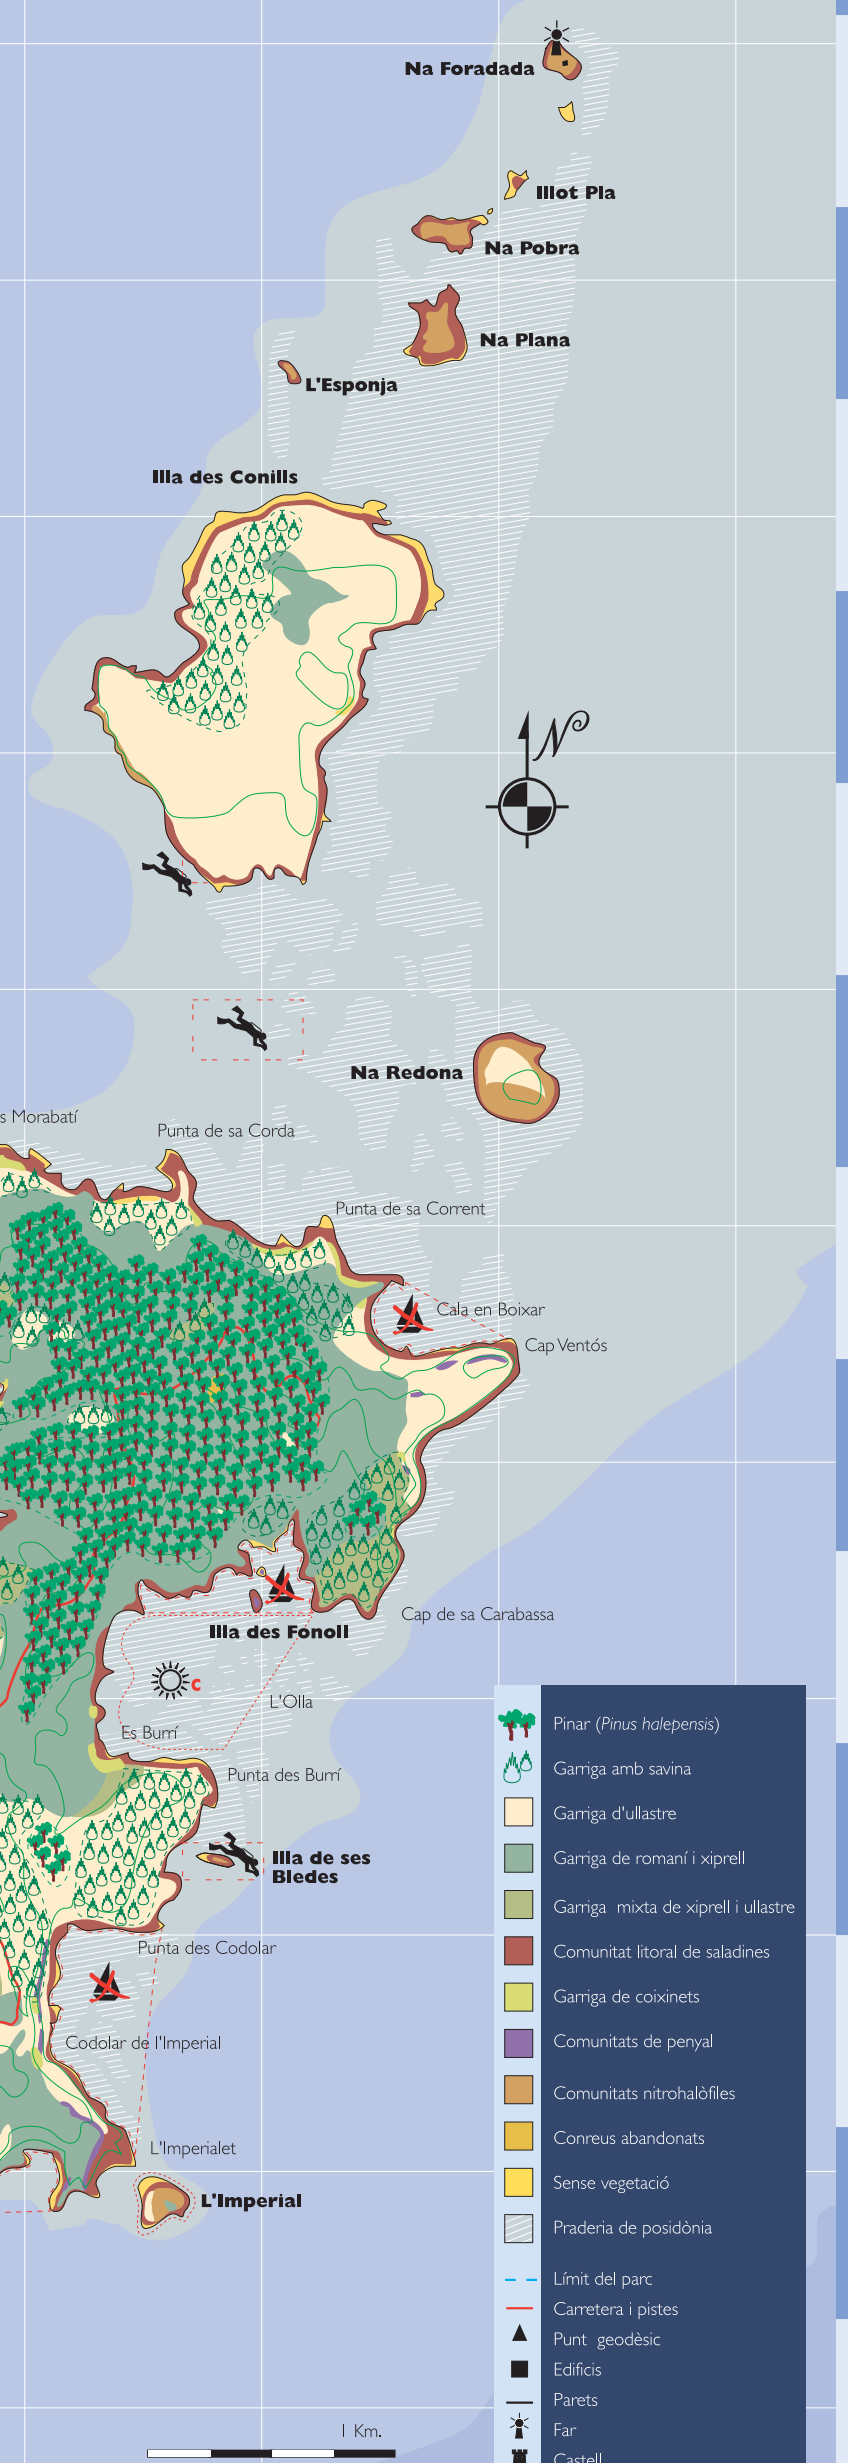 Na Foradada
Illot Pla
Na Pobra
Na Plana
L'Esponja
Illa des Conills
N
Na Redona
s Morabatí
Punta de sa Corda
Punta de sa Corrent
Cala en Boixar
Cap Ventós
Cap de sa Carabassa
Illa des Fonoll
C
L'Olla
Es Burrí
Punta des Burrí
Illa de ses
Bledes
Punta des Codolar
Codolar de l'Imperial
L'Imperialet
L'Imperial
1 Km.
Pinar (Pinus halepensis)
Garriga amb savina
Garriga d'ullastre
Garriga de romaní i xiprell
Garriga mixta de xiprell i ullastre
Comunitat litoral de saladines
Garriga de coixinets
Comunitats de penyal
Comunitats nitrohalòfiles
Conreus abandonats
Sense vegetació
Praderia de posidònia
Límit del parc
Carretera i pistes
Punt geodèsic
Edificis
Parets
Far
Castell